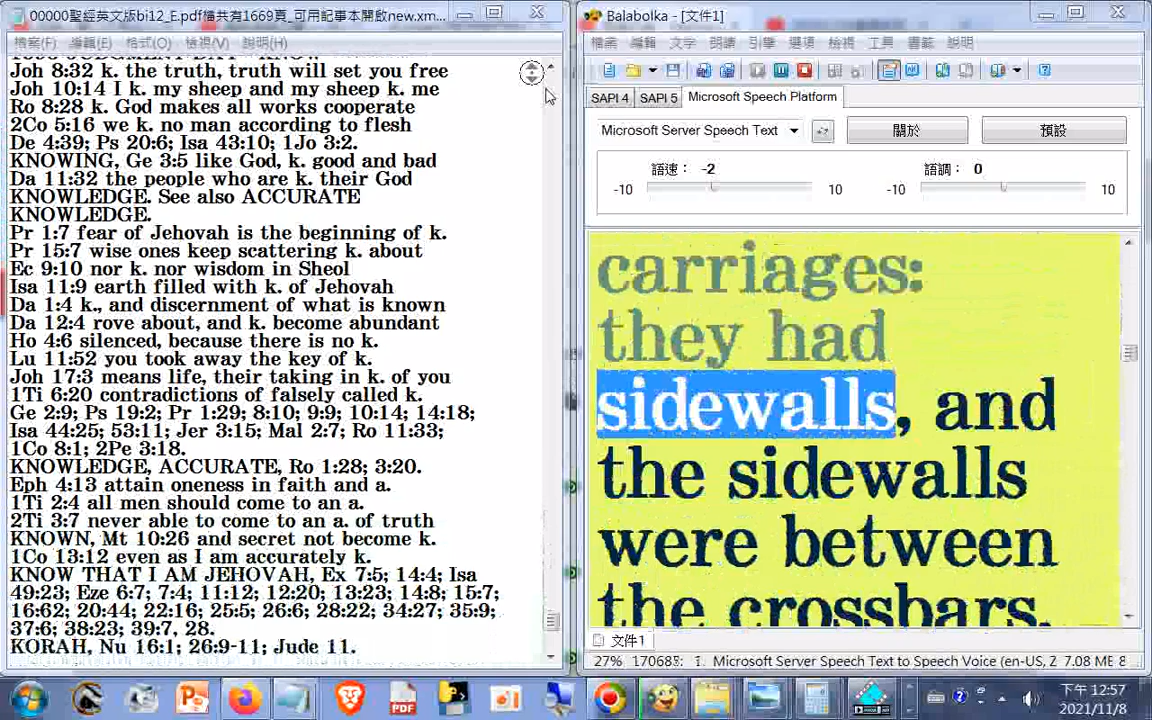 00000聖經英文版bi12_E.pdf檔共有1669頁_可用記事本開啟new.xm...
檔案(F) 編輯(E) 格式(O) 檢視(V) 說明(H)
Joh 8:32 k. the truth, truth will set you free
Joh 10:14 I k. my sheep and my sheep k. me
Ro 8:28 k. God makes all works cooperate
2Co 5:16 we k. no man according to flesh
De 4:39; Ps 20:6; Isa 43:10; 1Jo 3:2.
KNOWING, Ge 3:5 like God, k. good and bad
Da 11:32 the people who are k. their God
KNOWLEDGE. See also ACCURATE
KNOWLEDGE.
Pr 1:7 fear of Jehovah is the beginning of k.
Pr 15:7 wise ones keep scattering k. about
Ec 9:10 nor k. nor wisdom in Sheol
Isa 11:9 earth filled with k. of Jehovah
Da 1:4 k., and discernment of what is known
Da 12:4 rove about, and k. become abundant
Ho 4:6 silenced, because there is no k.
Lu 11:52 you took away the key of k.
Joh 17:3 means life, their taking in k. of you
1Ti 6:20 contradictions of falsely called k.
Ge 2:9; Ps 19:2; Pr 1:29; 8:10; 9:9; 10:14; 14:18;
Isa 44:25; 53:11; Jer 3:15; Mal 2:7; Ro 11:33;
1Co 8:1; 2Pe 3:18.
KNOWLEDGE, ACCURATE, Ro 1:28; 3:20.
Eph 4:13 attain oneness in faith and a.
1Ti 2:4 all men should come to an a.
2Ti 3:7 never able to come to an a. of truth
KNOWN, Mt 10:26 and secret not become k.
1Co 13:12 even as I am accurately k.
KNOW THAT I AM JEHOVAH, Ex 7:5; 14:4; Isa
49:23; Eze 6:7; 7:4; 11:12; 12:20; 13:23; 14:8; 15:7;
16:62; 20:44; 22:16; 25:5; 26:6; 28:22; 34:27; 35:9;
37:6; 38:23; 39:7, 28.
KORAH, Nu 16:1; 26:9-11; Jude 11.
Balabolka - [文件1]
檔案 編輯 文字 朗讀 引擎 選項 檢視 工具 書籤 說明
SAPI 4 SAPI 5 Microsoft Speech Platform
Microsoft Server Speech Text 關於 預設
語速: -2 語調: 0
-10 10 -10 10
carriages:
they had
sidewalls, and
the sidewalls
were between
the crossbars.
文件1
27% 1. Microsoft Server Speech Text to Speech Voice (en-US, 2 7.08 MB 8
PDF
下午 12:57
2021/11/8